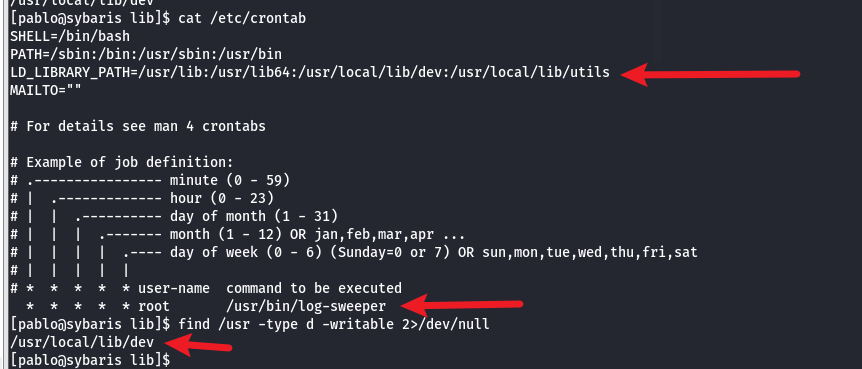 /usr/local/lib/dev
[pablo@sybaris lib]$ cat /etc/crontab
SHELL=/bin/bash
PATH=/sbin:/bin:/usr/sbin:/usr/bin
LD_LIBRARY_PATH=/usr/lib:/usr/lib64:/usr/local/lib/dev:/usr/local/lib/utils
MAILTO=""

# For details see man 4 crontabs

# Example of job definition:
# .---------------- minute (0 - 59)
# |  .------------- hour (0 - 23)
# |  |  .---------- day of month (1 - 31)
# |  |  |  .------- month (1 - 12) OR jan,feb,mar,apr ...
# |  |  |  |  .---- day of week (0 - 6) (Sunday=0 or 7) OR sun,mon,tue,wed,thu,fri,sat
# |  |  |  |  |
# *  *  *  *  * user-name  command to be executed
  *  *  *  *  * root       /usr/bin/log-sweeper
[pablo@sybaris lib]$ find /usr -type d -writable 2>/dev/null
/usr/local/lib/dev
[pablo@sybaris lib]$